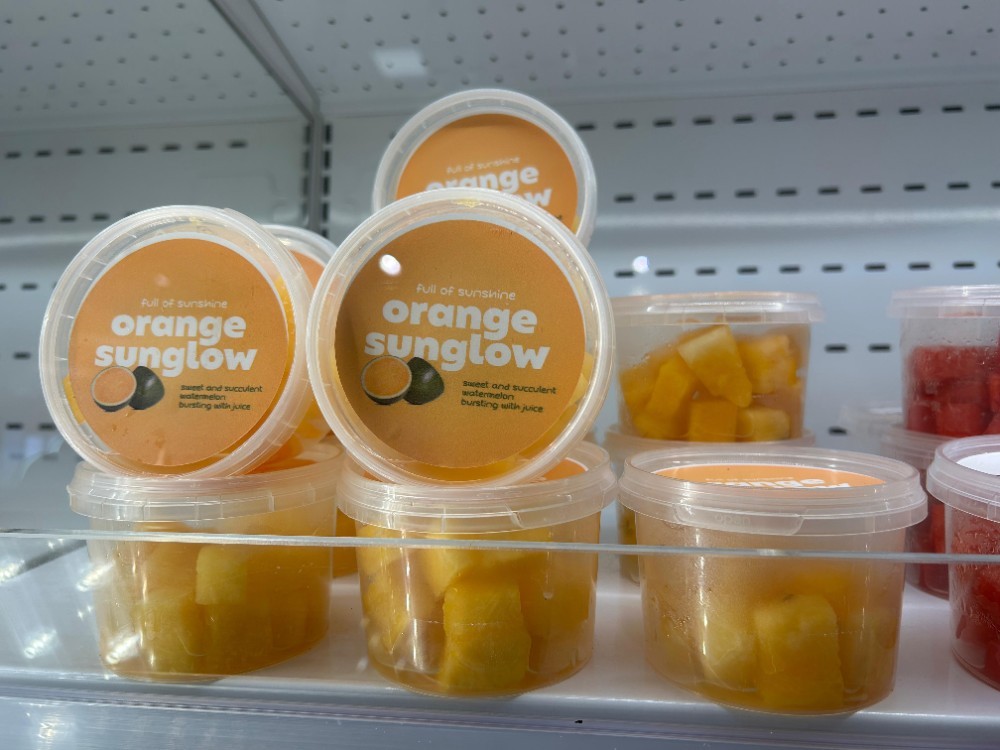 full of sunshine
orange
full of sunshine
orange
sunglow
sweet and succulent
watermelon
bursting with juice
full of sunshine
orange
sunglow
sweet and succulent
watermelon
bursting with juice